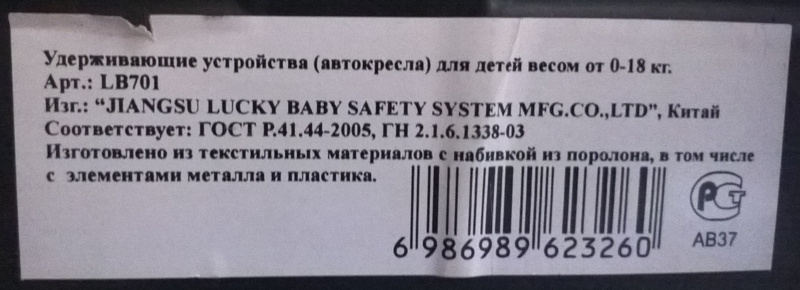 Удерживающие устройства (автокресла) для детей весом от 0-18 кг.
Арт.: LB701
Изг.: “JIANGSU LUCKY BABY SAFETY SYSTEM MFG.CO.,LTD”, Китай
Соответствует: ГОСТ Р.41.44-2005, ГН 2.1.6.1338-03
Изготовлено из текстильных материалов с набивкой из поролона, в том числе
с элементами металла и пластика.
РСТ
АВ37
6 986989 623260